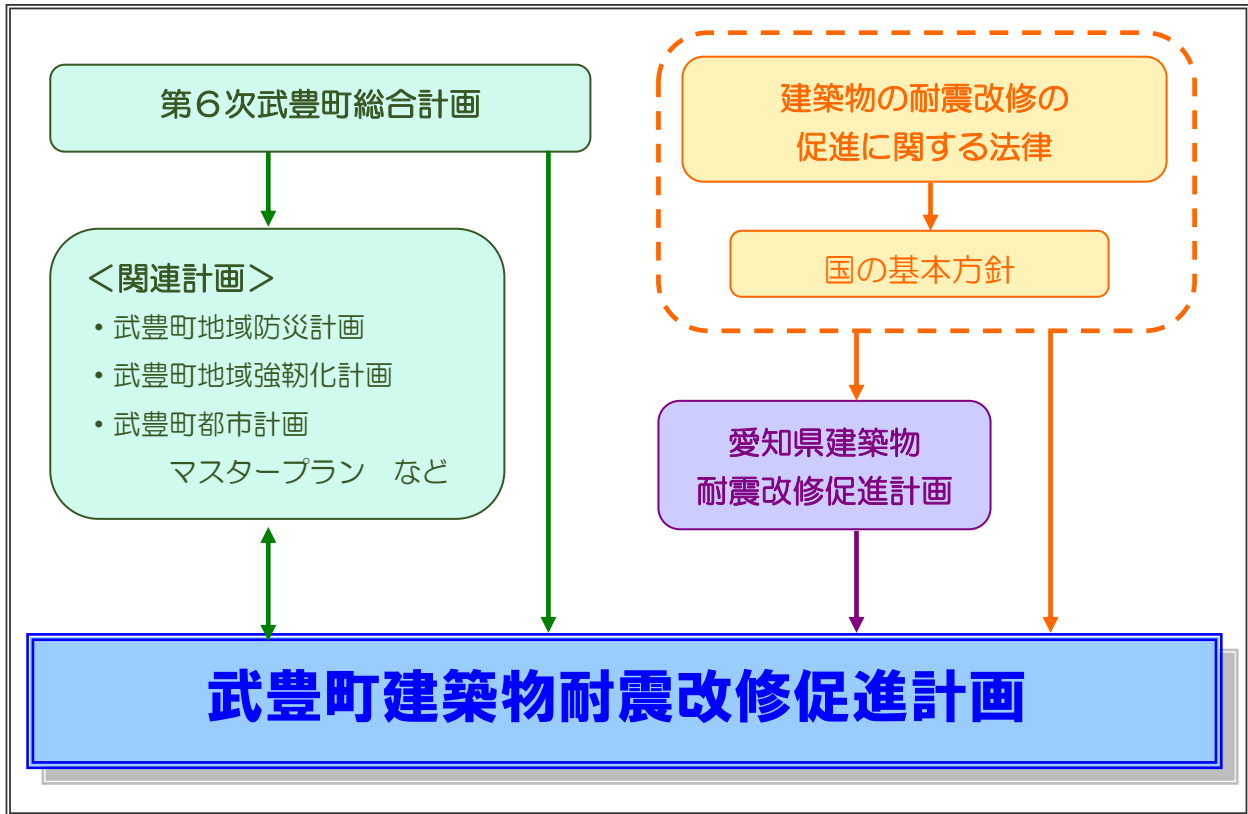 第6次武豊町総合計画
＜関連計画＞
・武豊町地域防災計画
・武豊町地域強靭化計画
・武豊町都市計画
マスタープラン　など
建築物の耐震改修の
促進に関する法律
国の基本方針
愛知県建築物
耐震改修促進計画
武豊町建築物耐震改修促進計画